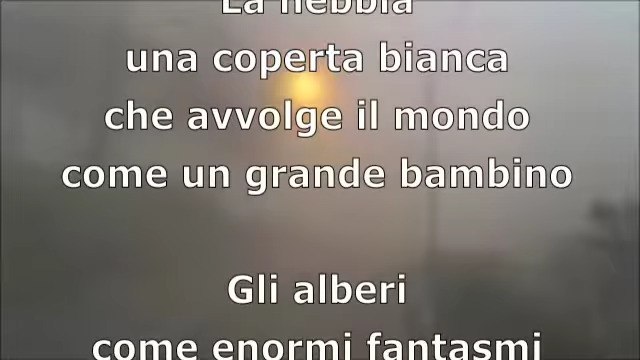 La nebbia
una coperta bianca
che avvolge il mondo
come un grande bambino
Gli alberi
come enormi fantasmi